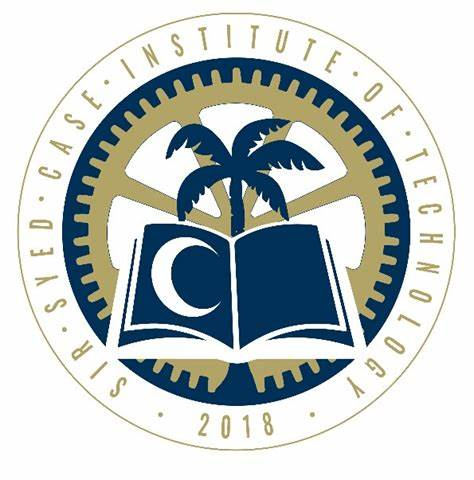 SIR · SYED · CASE · INSTITUTE · OF · TECHNOLOGY
· 2018 ·